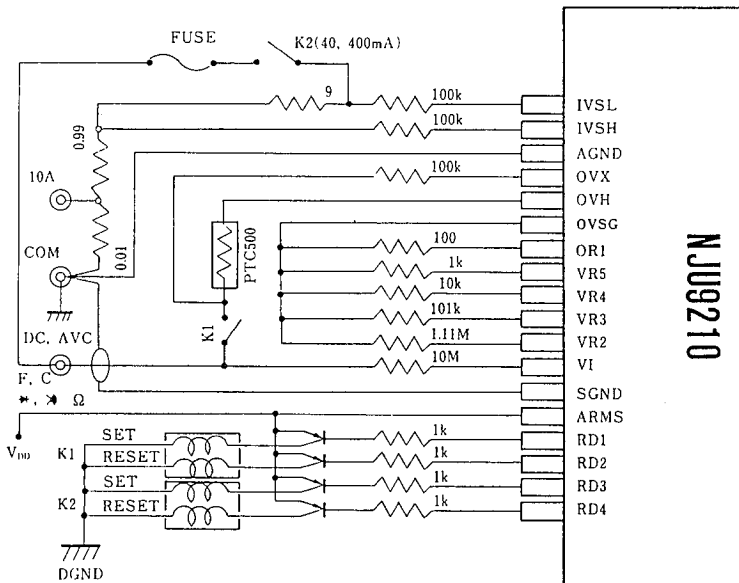 FUSE
K2(40, 400mA)
9
100k
IVSL
100k
IVSH
0.99
AGND
10A
100k
OVX
OVH
PTC500
OVSG
COM
0.01
100
OR1
1k
VR5
10k
VR4
101k
VR3
DC, AVC
K1
1.11M
VR2
10M
VI
F, C
Ω
SGND
ARMS
VDD
SET
1k
RD1
K1
RESET
1k
RD2
SET
1k
RD3
K2
RESET
1k
RD4
DGND
NJU9210